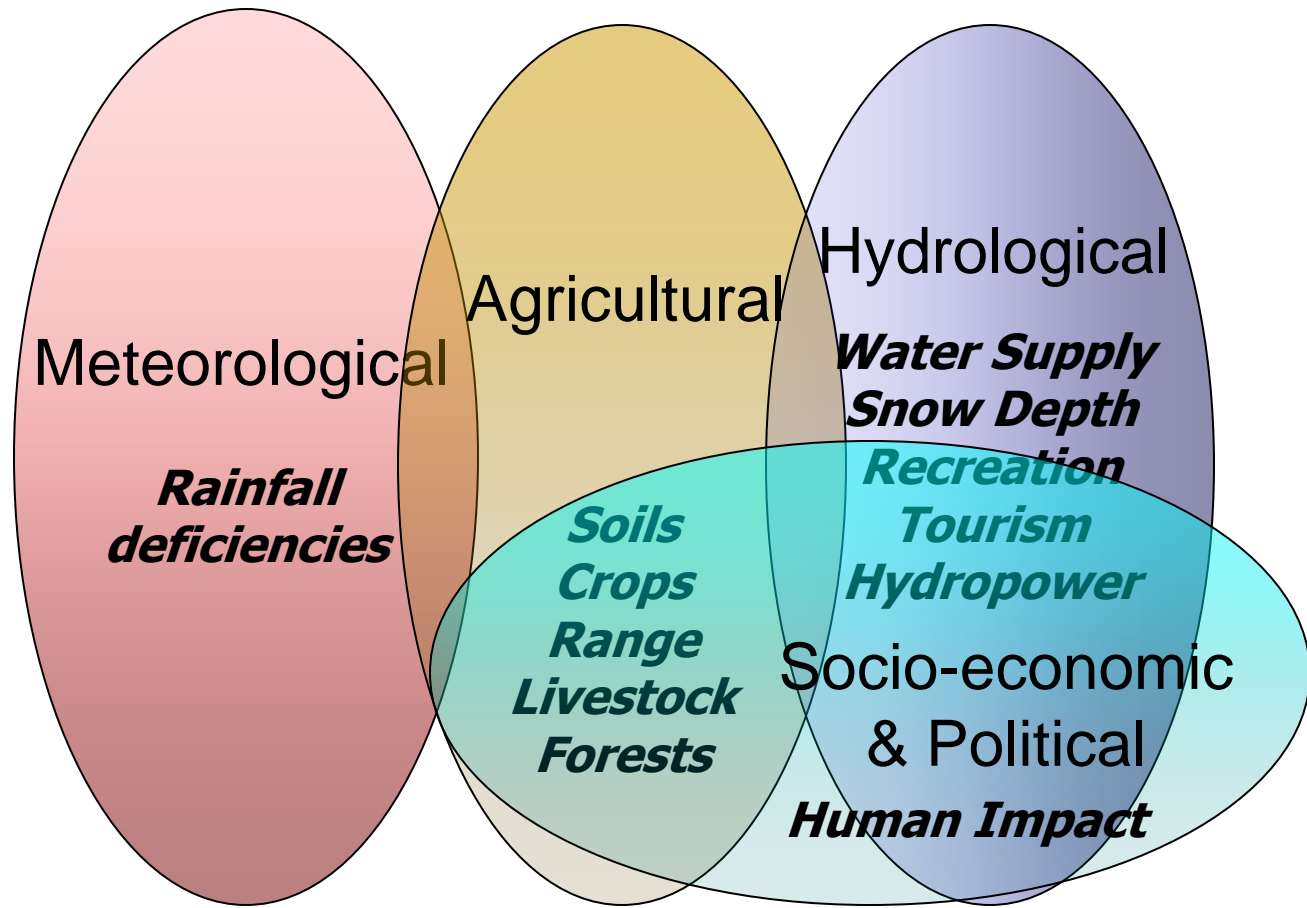 Meteorological
Rainfall
deficiencies
Agricultural
Soils
Crops
Range
Livestock
Forests
Hydrological
Water Supply
Snow Depth
Recreation
Tourism
Hydropower
Socio-economic
& Political
Human Impact